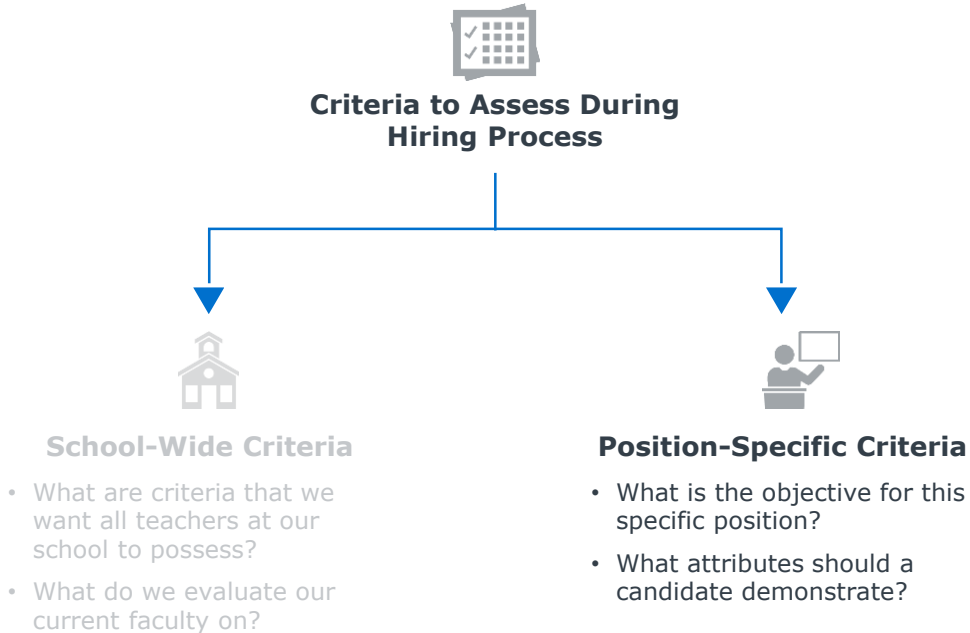 Criteria to Assess During
Hiring Process
School-Wide Criteria
• What are criteria that we
want all teachers at our
school to possess?
• What do we evaluate our
current faculty on?
Position-Specific Criteria
• What is the objective for this
specific position?
• What attributes should a
candidate demonstrate?